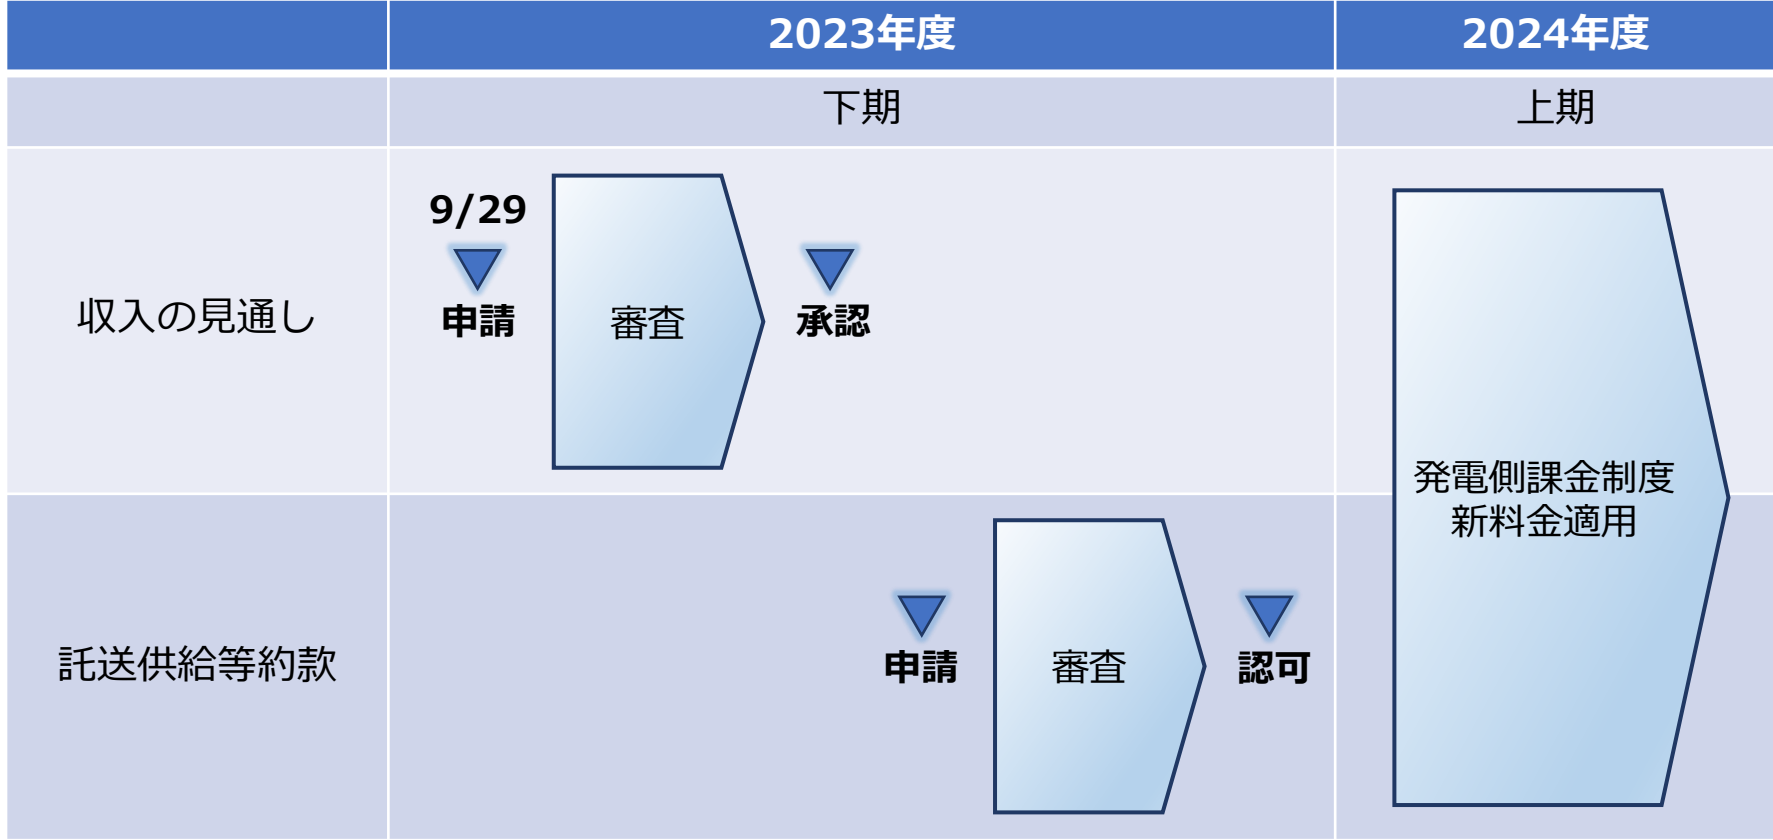 2023年度
2024年度
下期
上期
収入の見通し
9/29
申請
審査
承認
発電側課金制度
新料金適用
託送供給等約款
申請
審査
認可